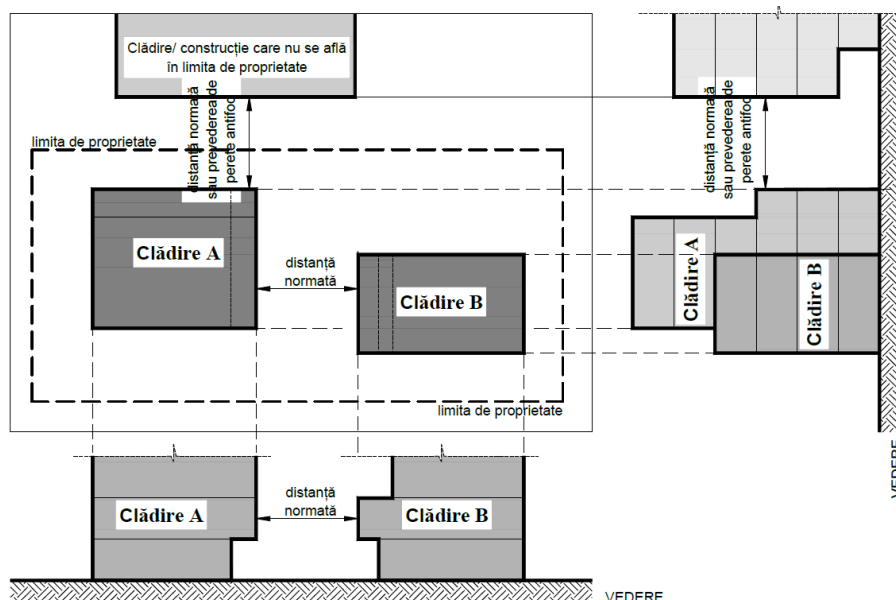 Clădire/ construcție care nu se află
în limita de proprietate
distanță normată
sau prevederea de
perete antifoc
distanță normată
sau prevederea de
perete antifoc
limita de proprietate
Clădire A
distanță
normată
Clădire B
Clădire A
Clădire B
limita de proprietate
Clădire A
distanță
normată
Clădire B
VEDERE
VEDERE